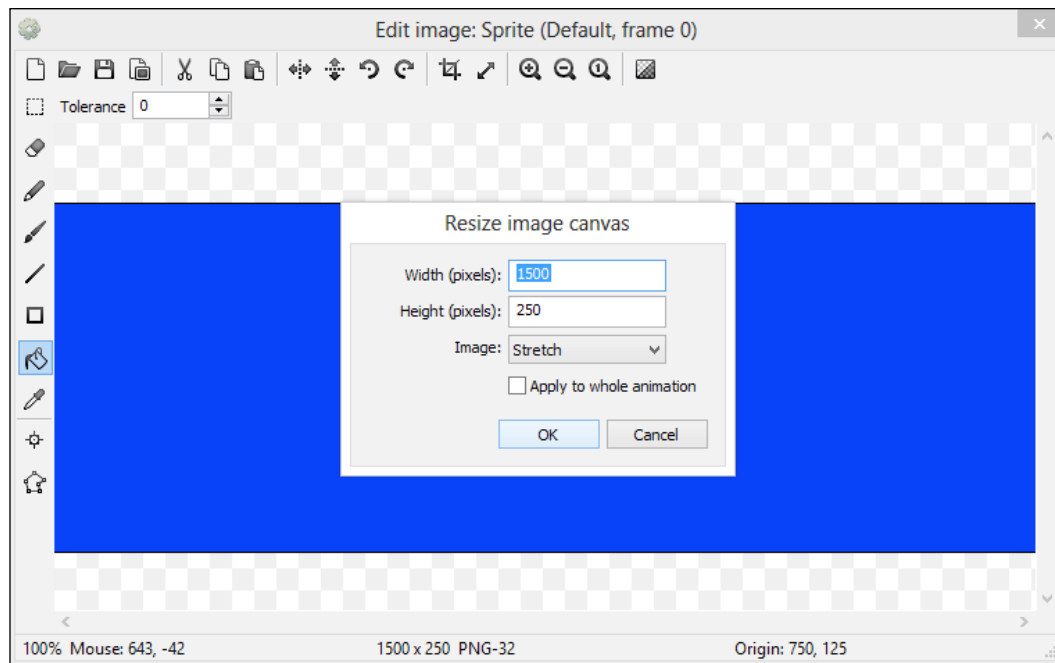 Edit image: Sprite (Default, frame 0)
Tolerance 0
Resize image canvas
Width (pixels): 1500
Height (pixels): 250
Image: Stretch
Apply to whole animation
OK Cancel
100% Mouse: 643, -42 1500 x 250 PNG-32 Origin: 750, 125